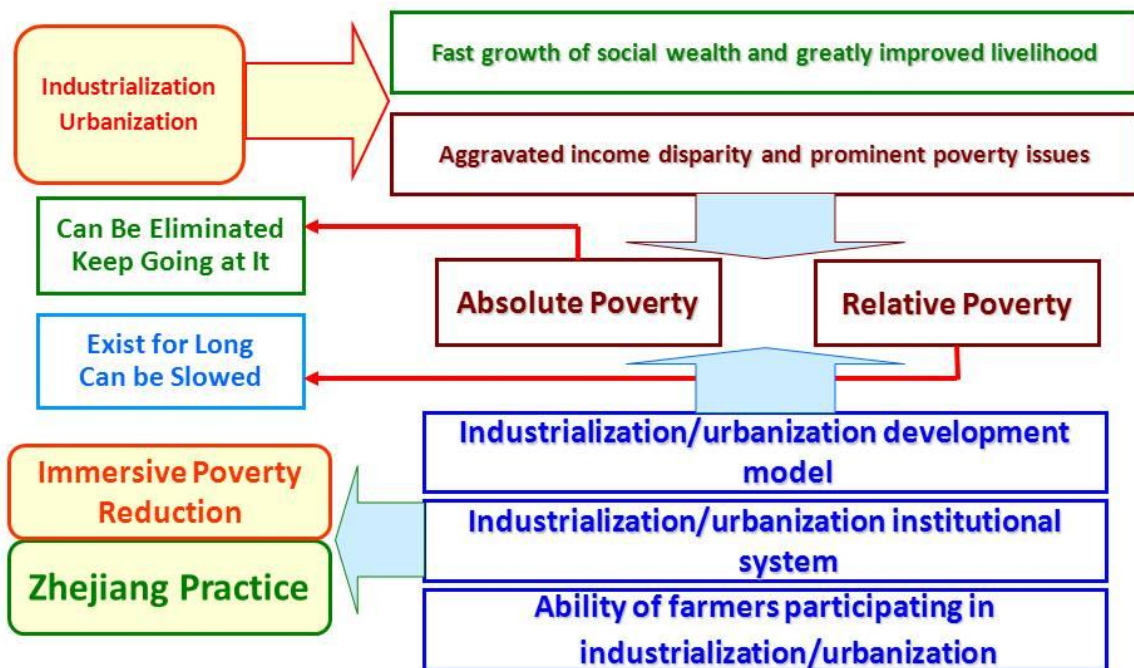 Industrialization
Urbanization
Fast growth of social wealth and greatly improved livelihood
Aggravated income disparity and prominent poverty issues
Can Be Eliminated
Keep Going at It
Absolute Poverty
Relative Poverty
Exist for Long
Can be Slowed
Industrialization/urbanization development
model
Industrialization/urbanization institutional
system
Ability of farmers participating in
industrialization/urbanization
Immersive Poverty
Reduction
Zhejiang Practice